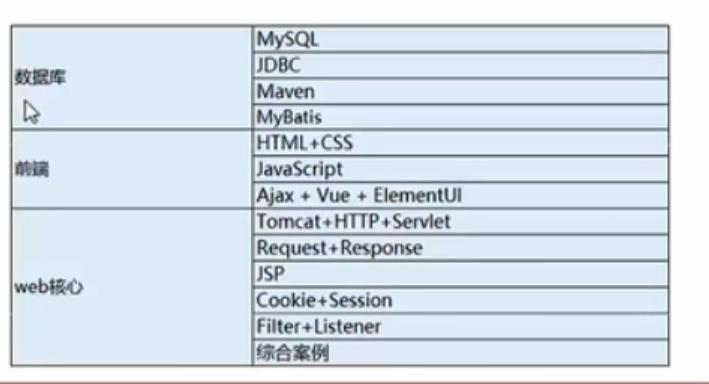 数据库
MySQL
JDBC
Maven
MyBatis
前端
HTML+CSS
JavaScript
Ajax + Vue + ElementUI
web核心
Tomcat+HTTP+Servlet
Request+Response
JSP
Cookie+Session
Filter+Listener
综合案例